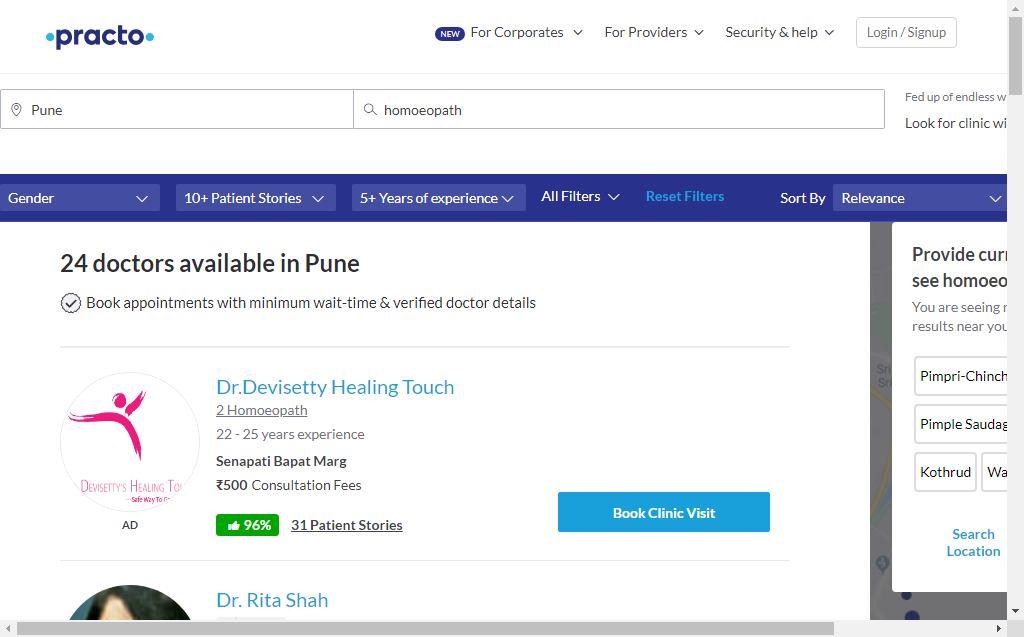 practo
NEW For Corporates
For Providers
Security & help
Login / Signup
Pune
homoeopath
Fed up of endless w
Look for clinic wi
Gender
10+ Patient Stories
5+ Years of experience
All Filters
Reset Filters
Sort By
Relevance
24 doctors available in Pune
Book appointments with minimum wait-time & verified doctor details
DEVISETTY'S HEALING TOU
...Safe Way To G
AD
Dr.Devisetty Healing Touch
2 Homoeopath
22 - 25 years experience
Senapati Bapat Marg
₹500 Consultation Fees
96% 31 Patient Stories
Book Clinic Visit
Dr. Rita Shah
Provide curr
see homoeo
You are seeing r
results near you
Pimpri-Chinch
Pimple Saudag
Kothrud
Wa
Search
Location